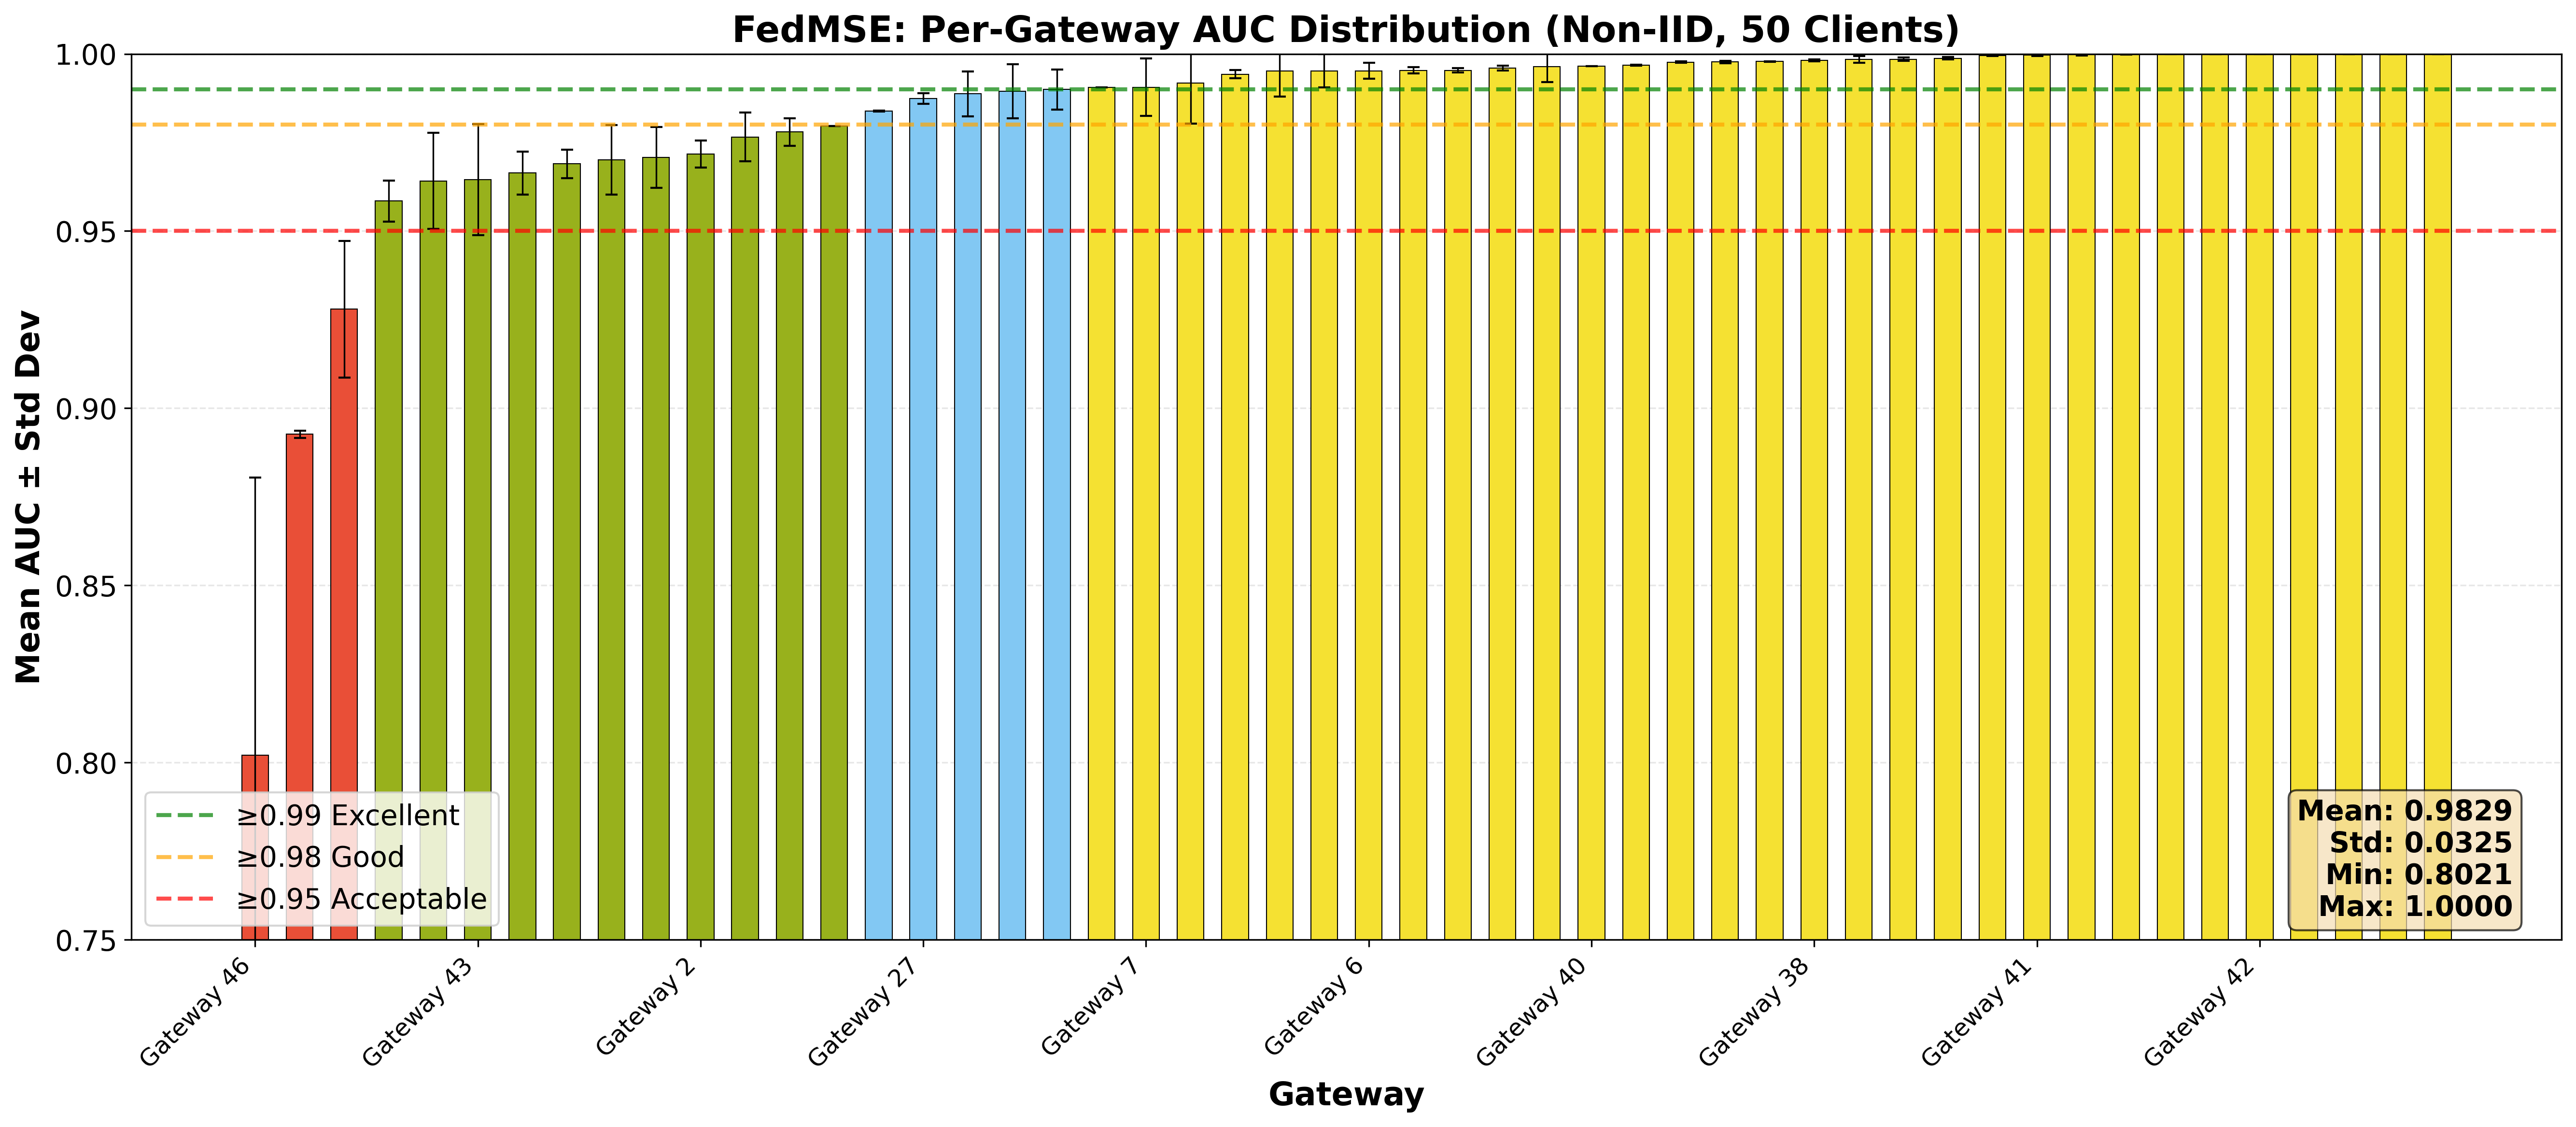 FedMSE: Per-Gateway AUC Distribution (Non-IID, 50 Clients)
Mean AUC ± Std Dev
1.00
0.95
0.90
0.85
0.80
0.75
≥0.99 Excellent
≥0.98 Good
≥0.95 Acceptable
Mean: 0.9829
Std: 0.0325
Min: 0.8021
Max: 1.0000
Gateway 46
Gateway 43
Gateway 2
Gateway 27
Gateway 7
Gateway 6
Gateway 40
Gateway 38
Gateway 41
Gateway 42
Gateway